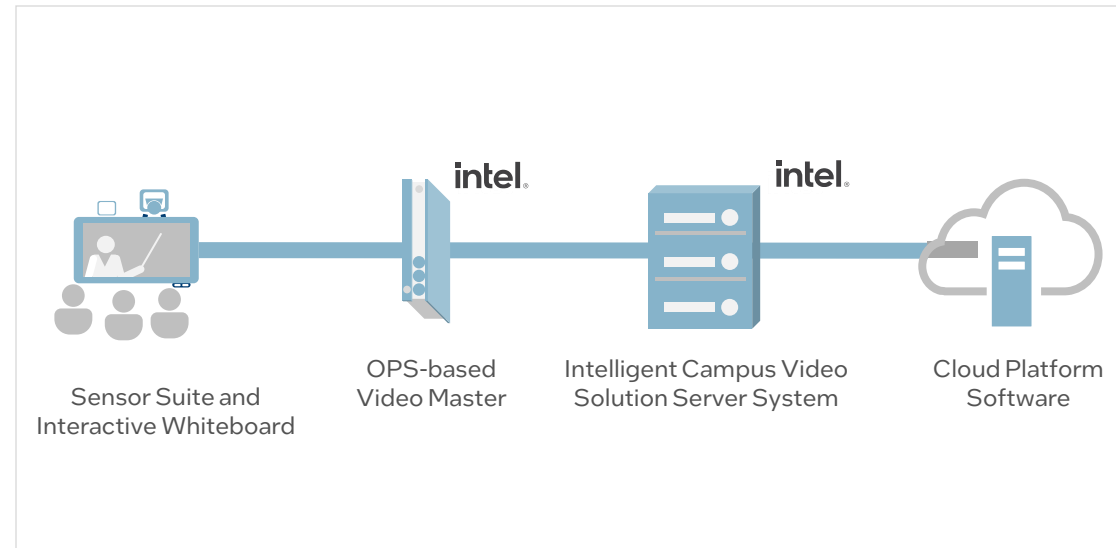 intel®
intel®
Sensor Suite and
Interactive Whiteboard
OPS-based
Video Master
Intelligent Campus Video
Solution Server System
Cloud Platform
Software